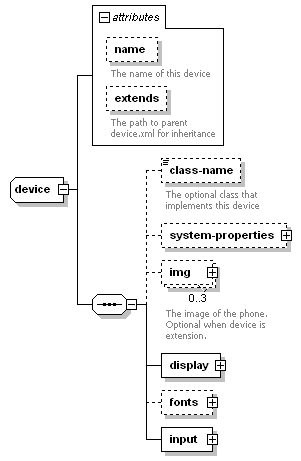 attributes
name
The name of this device
extends
The path to parent
device.xml for inheritance
device
class-name
The optional class that
implements this device
system-properties
img
0..3
The image of the phone.
Optional when device is
extension.
display
fonts
input